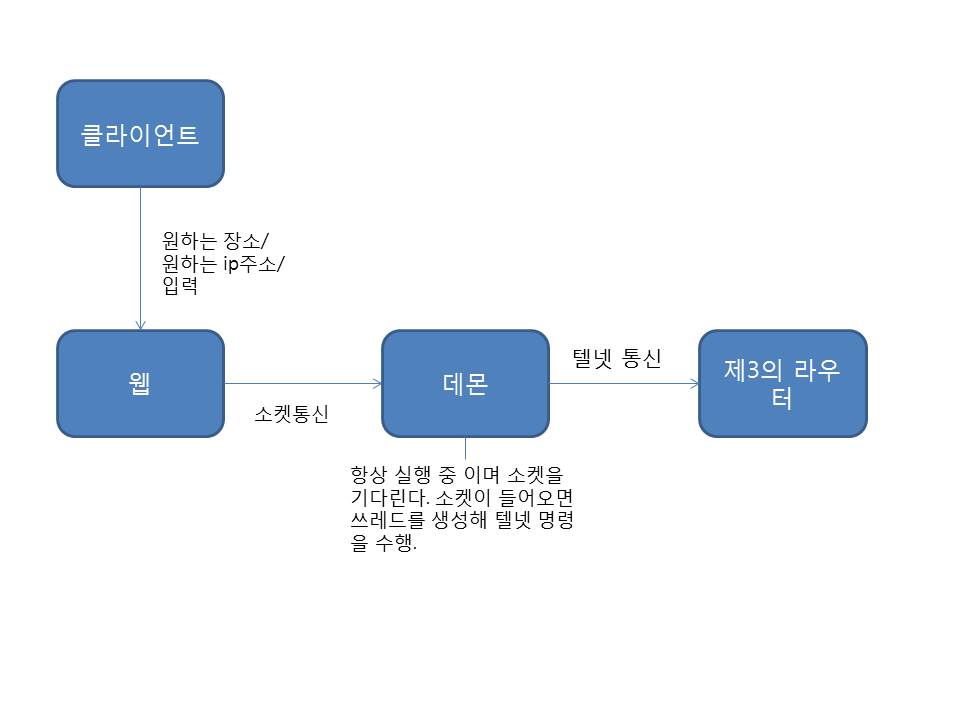 클라이언트
원하는 장소/
원하는 ip주소/
입력
웹
소켓통신
데몬
텔넷 통신
제3의 라우
터
항상 실행 중 이며 소켓을
기다린다. 소켓이 들어오면
쓰레드를 생성해 텔넷 명령
을 수행.